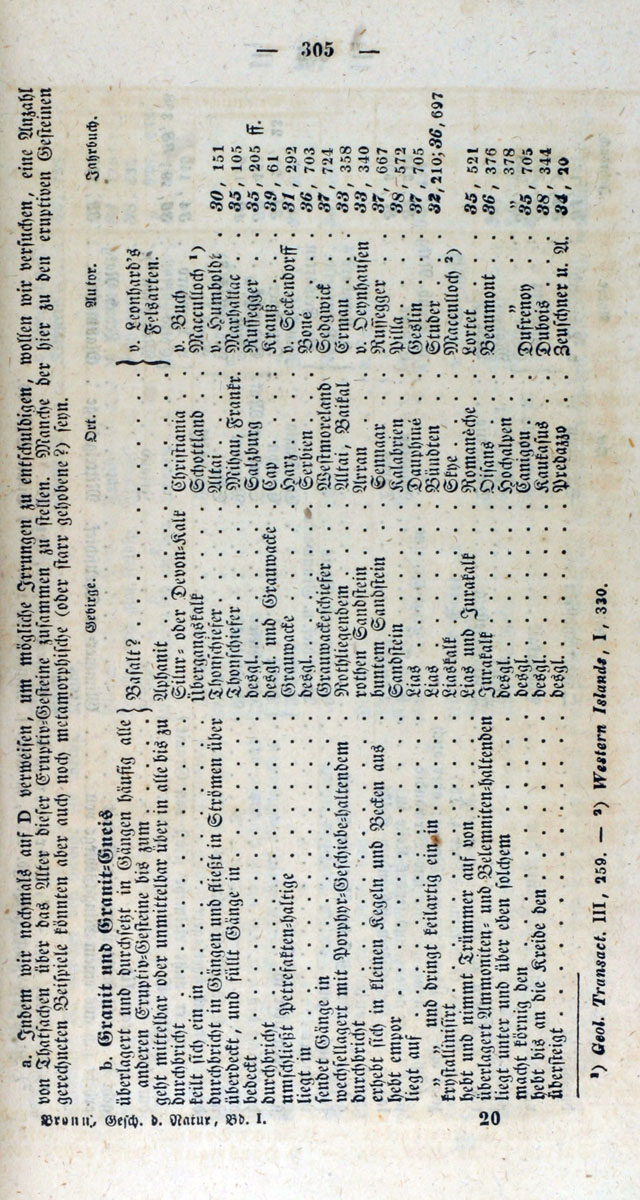 — 305 —
a. Indem wir nochmals auf D verweisen, um mögliche Irrungen zu entschuldigen, wollen wir versuchen, eine Anzahl
von Thatsachen über das Alter dieser Eruptiv-Gesteine zusammen zu stellen. Manche der hier zu den eruptiven Gesteinen
gerechneten Beispiele könnten aber auch noch metamorphische (oder starr gehobene?) seyn.
Gebirge. Ort. Autor. Jahrbuch.
b. Granit und Granit-Gneis
überlagert und durchsetzt in Gängen häufig alle } Basalt? . . . . . . . . } v. Leonhard's
anderen Eruptiv-Gesteine bis zum . . . } Felsarten.
geht mittelbar oder unmittelbar über in alle bis zu Aphanit
durchbricht . . . . Silur- oder Devon-Kalk Christiania v. Buch
keilt sich ein in . . . . Übergangskalk . . Schottland Macculloch ¹)
durchbricht in Gängen und fließt in Strömen über Thonschiefer . . . Altai . . . v. Humboldt . 30, 151
überdeckt, und füllt Gänge in . . . Thonschiefer . . . Mihau, Frankr. Marhallac . . 35, 105
bedeckt . . . . desgl. . . . Salzburg . . Russegger . . 35, 205 ff.
durchbricht . . . . desgl. und Grauwacke Cap . . . Krauß . . . 39, 61
umschließt Petrefakten-haltige . . . Grauwacke . . . Harz . . . v. Seckendorff 31, 292
liegt in . . . . desgl. . . . Serbien . . . Boué . . . 36, 703
sendet Gänge in . . . . Grauwackeschiefer . . Westmoreland Sedgwick . . 37, 724
wechsellagert mit Porphyr-Geschiebe-haltendem Rothliegendem . . Altai, Baikal Erman . . . 33, 358
durchbricht . . . . rothen Sandstein . . Arran . . . v. Oeynhausen 33, 340
erhebt sich in kleinen Kegeln und Becken aus buntem Sandstein . Sennaar . . Russegger . . 37, 667
hebt empor . . . . Sandstein . . . Kalabrien . . Pilla . . . 38, 572
liegt auf . . . . Lias . . . Dauphiné . . Geslin . . . 37, 705
„ „ und dringt keilartig ein in . . Lias . . . Bündten . . Studer . . . 32, 210; 36, 697
krystallinisirt . . . . Liaskalk . . . Skye . . . Macculloch ²)
hebt und nimmt Trümmer auf von . . Lias und Jurakalk . Romanèche . Lortet . . . 35, 521
überlagert Ammoniten- und Belemniten-haltenden Jurakalk . . . Oisans . . . Beaumont . . 36, 376
liegt unter und über eben solchem . . desgl. . . . Hochalpen . „ . . . „ 378
macht körnig den . . . . desgl. . . . Canigou . . Dufrenoy . . 35, 705
hebt bis an die Kreide den . . . desgl. . . . Kaukasus . . Dubois . . . 38, 344
übersteigt . . . . desgl. . . . Predazzo . . Zeuschner u. A. 34, 20
¹) Geol. Transact. III, 259. — ²) Western Islands, I, 330.
Bronn, Gesch. d. Natur, Bd. I. 20